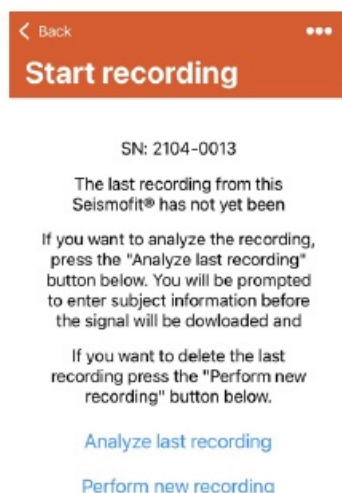 Back
Start recording
SN: 2104-0013
The last recording from this
Seismofit® has not yet been
If you want to analyze the recording,
press the "Analyze last recording"
button below. You will be prompted
to enter subject information before
the signal will be dowloaded and
If you want to delete the last
recording press the "Perform new
recording" button below.
Analyze last recording
Perform new recording